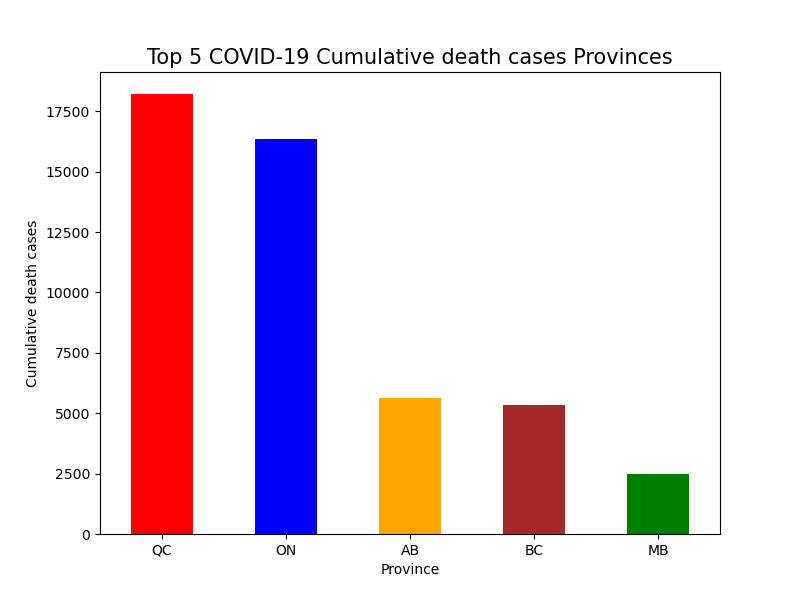 Top 5 COVID-19 Cumulative death cases Provinces
Cumulative death cases
17500
15000
12500
10000
7500
5000
2500
0
QC ON AB BC MB
Province